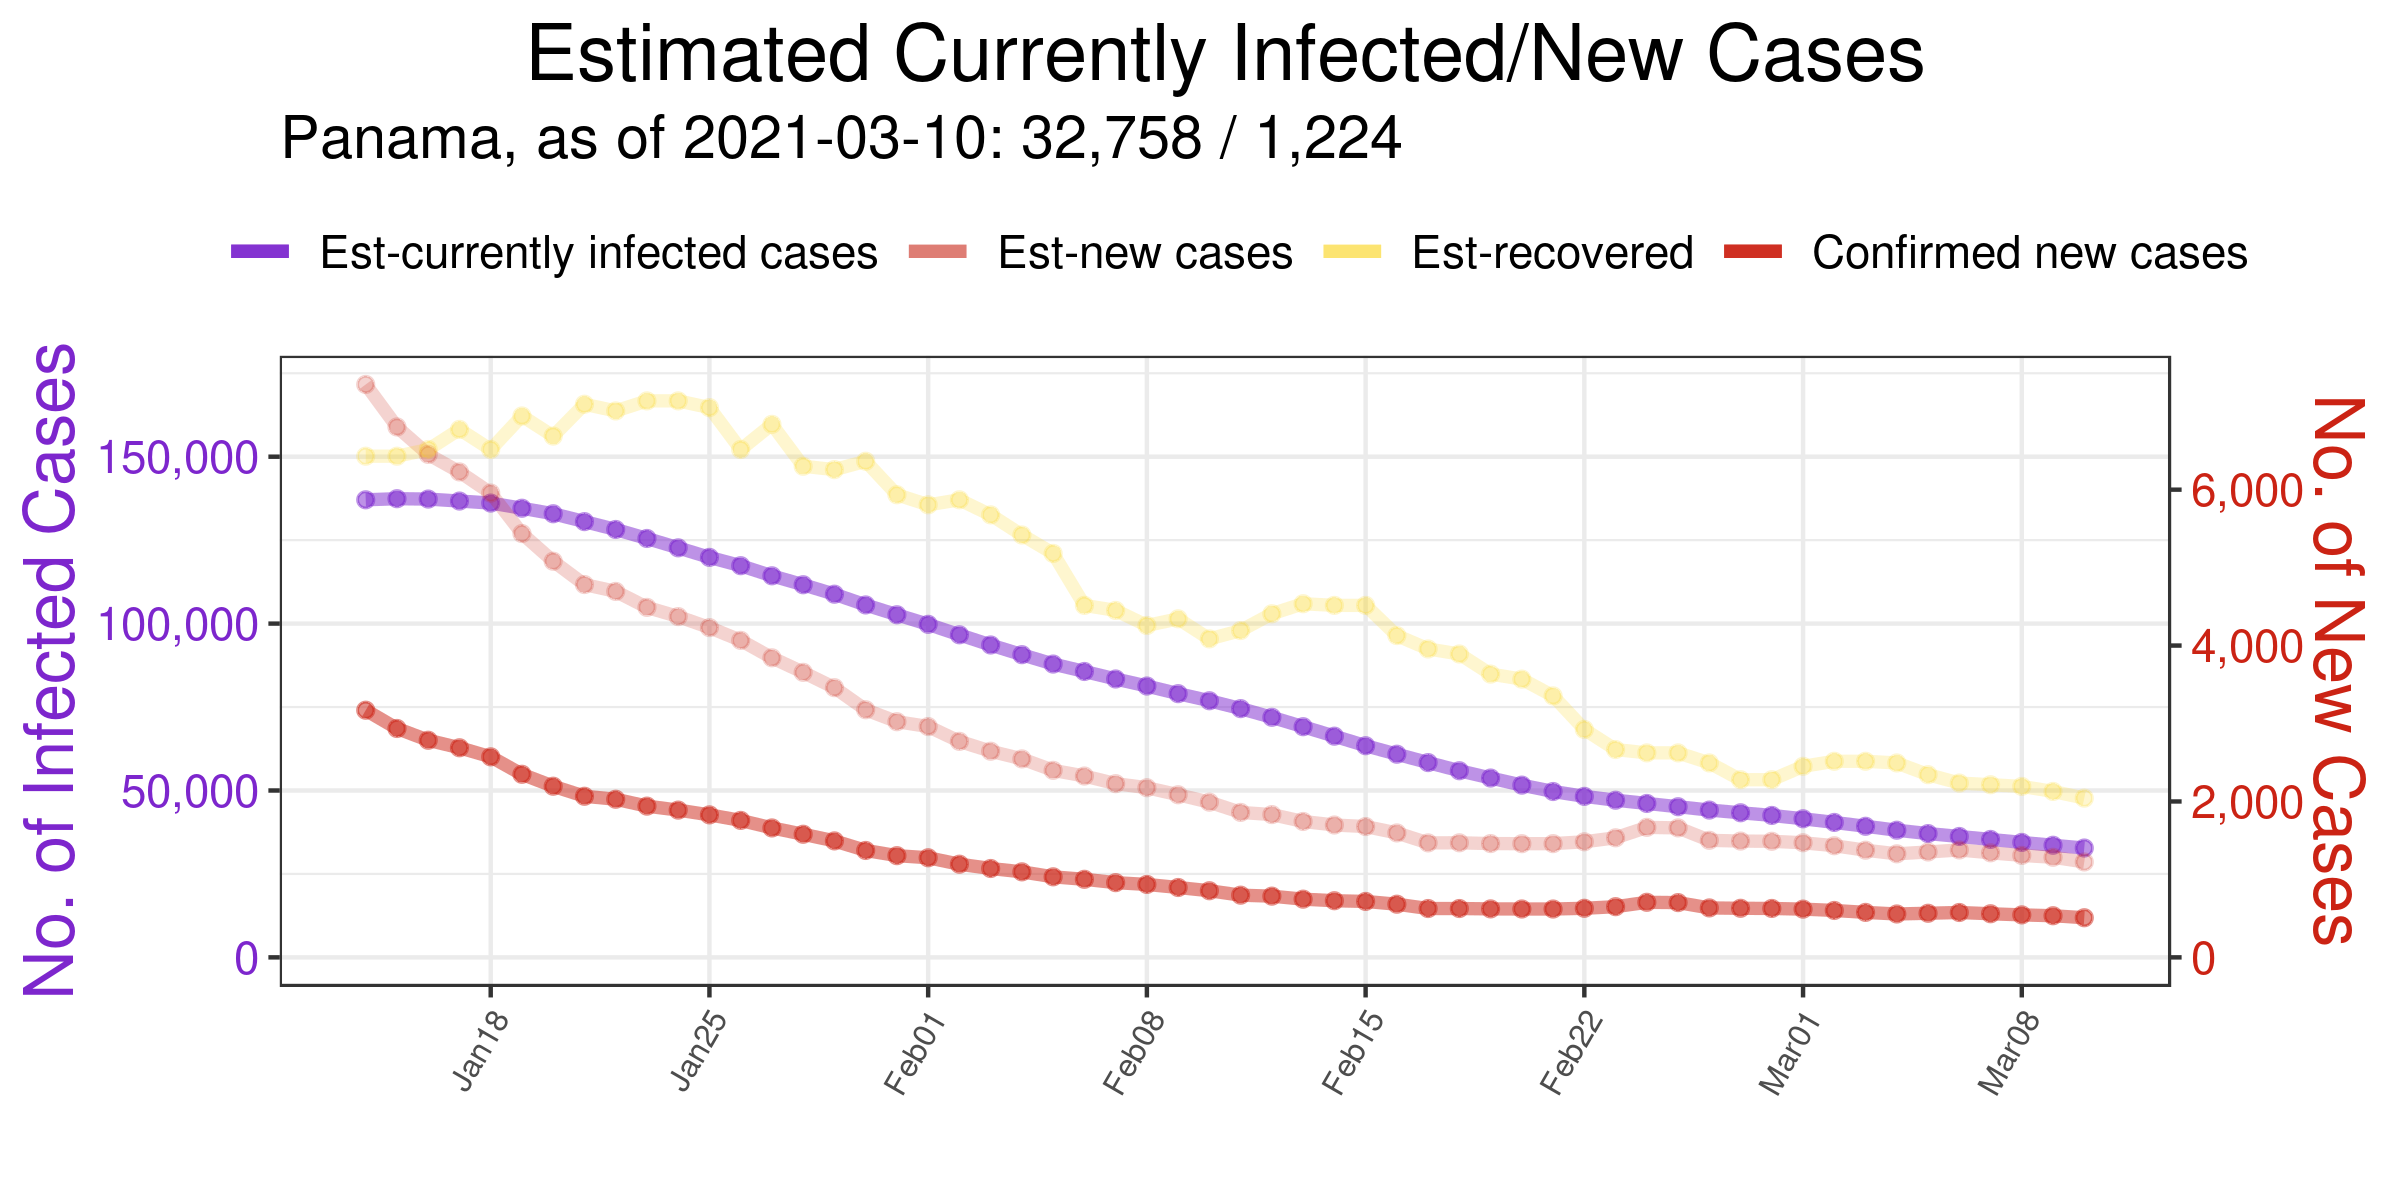 Estimated Currently Infected/New Cases
Panama, as of 2021-03-10: 32,758 / 1,224
Est-currently infected cases Est-new cases Est-recovered Confirmed new cases
No. of Infected Cases
150,000
100,000
50,000
0
6,000
4,000
2,000
0
No. of New Cases
Jan18 Jan25 Feb01 Feb08 Feb15 Feb22 Mar01 Mar08